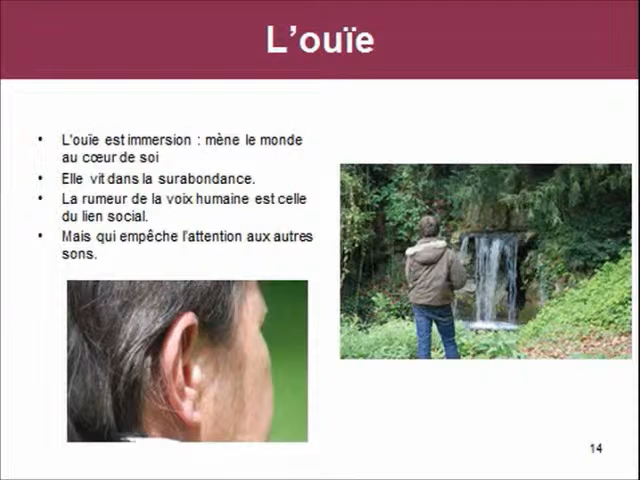 L'ouïe
• L'ouïe est immersion : mène le monde
au cœur de soi
• Elle vit dans la surabondance.
• La rumeur de la voix humaine est celle
du lien social.
• Mais qui empêche l'attention aux autres
sons.
14